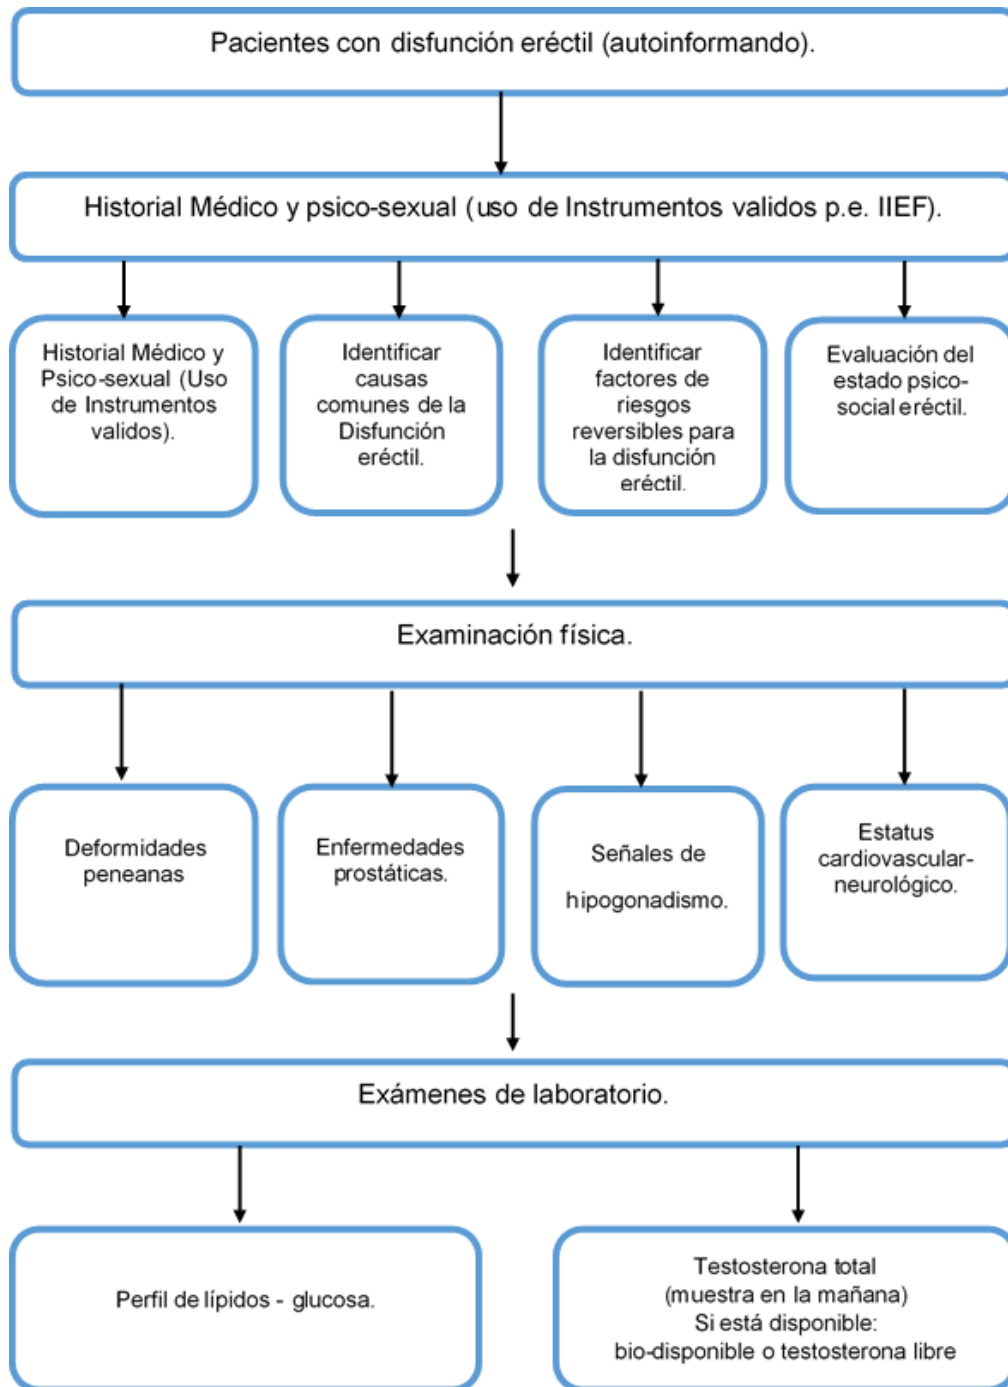 Pacientes con disfunción eréctil (autoinformando).
Historial Médico y psico-sexual (uso de Instrumentos validos p.e. IIEF).
Historial Médico y
Psico-sexual (Uso
de Instrumentos
validos).
Identificar
causas
comunes de la
Disfunción
eréctil.
Identificar
factores de
riesgos
reversibles para
la disfunción
eréctil.
Evaluación del
estado psico-
social eréctil.
Examinación física.
Deformidades
peneanas
Enfermedades
prostáticas.
Señales de
hipogonadismo.
Estatus
cardiovascular-
neurológico.
Exámenes de laboratorio.
Perfil de lípidos - glucosa.
Testosterona total
(muestra en la mañana)
Si está disponible:
bio-disponible o testosterona libre